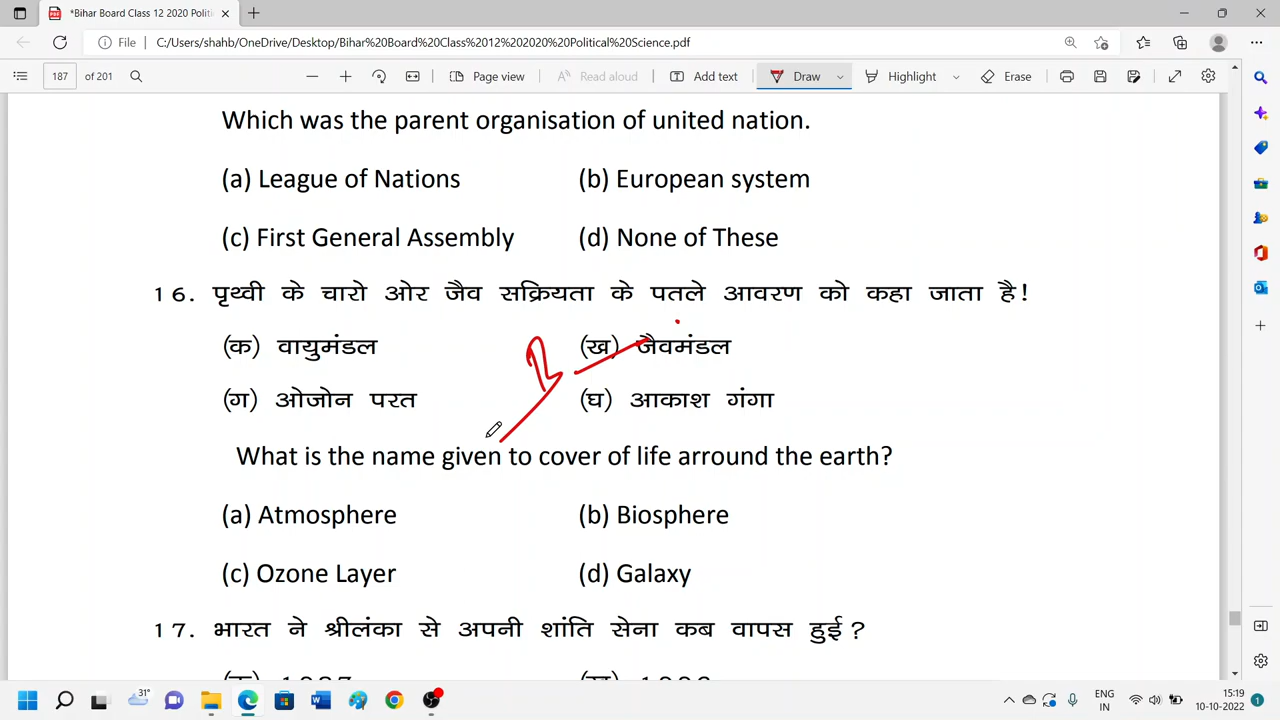 *Bihar Board Class 12 2020 Politi
File C:/Users/shahb/OneDrive/Desktop/Bihar%20Board%20Class%2012%202020%20Political%20Science.pdf
187 of 201 Page view Read aloud Add text Draw Highlight Erase
Which was the parent organisation of united nation.
(a) League of Nations (b) European system
(c) First General Assembly (d) None of These
16. पृथ्वी के चारो ओर जैव सक्रियता के पतले आवरण को कहा जाता है!
(क) वायुमंडल (ख) जैवमंडल
(ग) ओजोन परत (घ) आकाश गंगा
What is the name given to cover of life arround the earth?
(a) Atmosphere (b) Biosphere
(c) Ozone Layer (d) Galaxy
17. भारत ने श्रीलंका से अपनी शांति सेना कब वापस हुई?
31° ENG 15:19
IN 10-10-2022 1